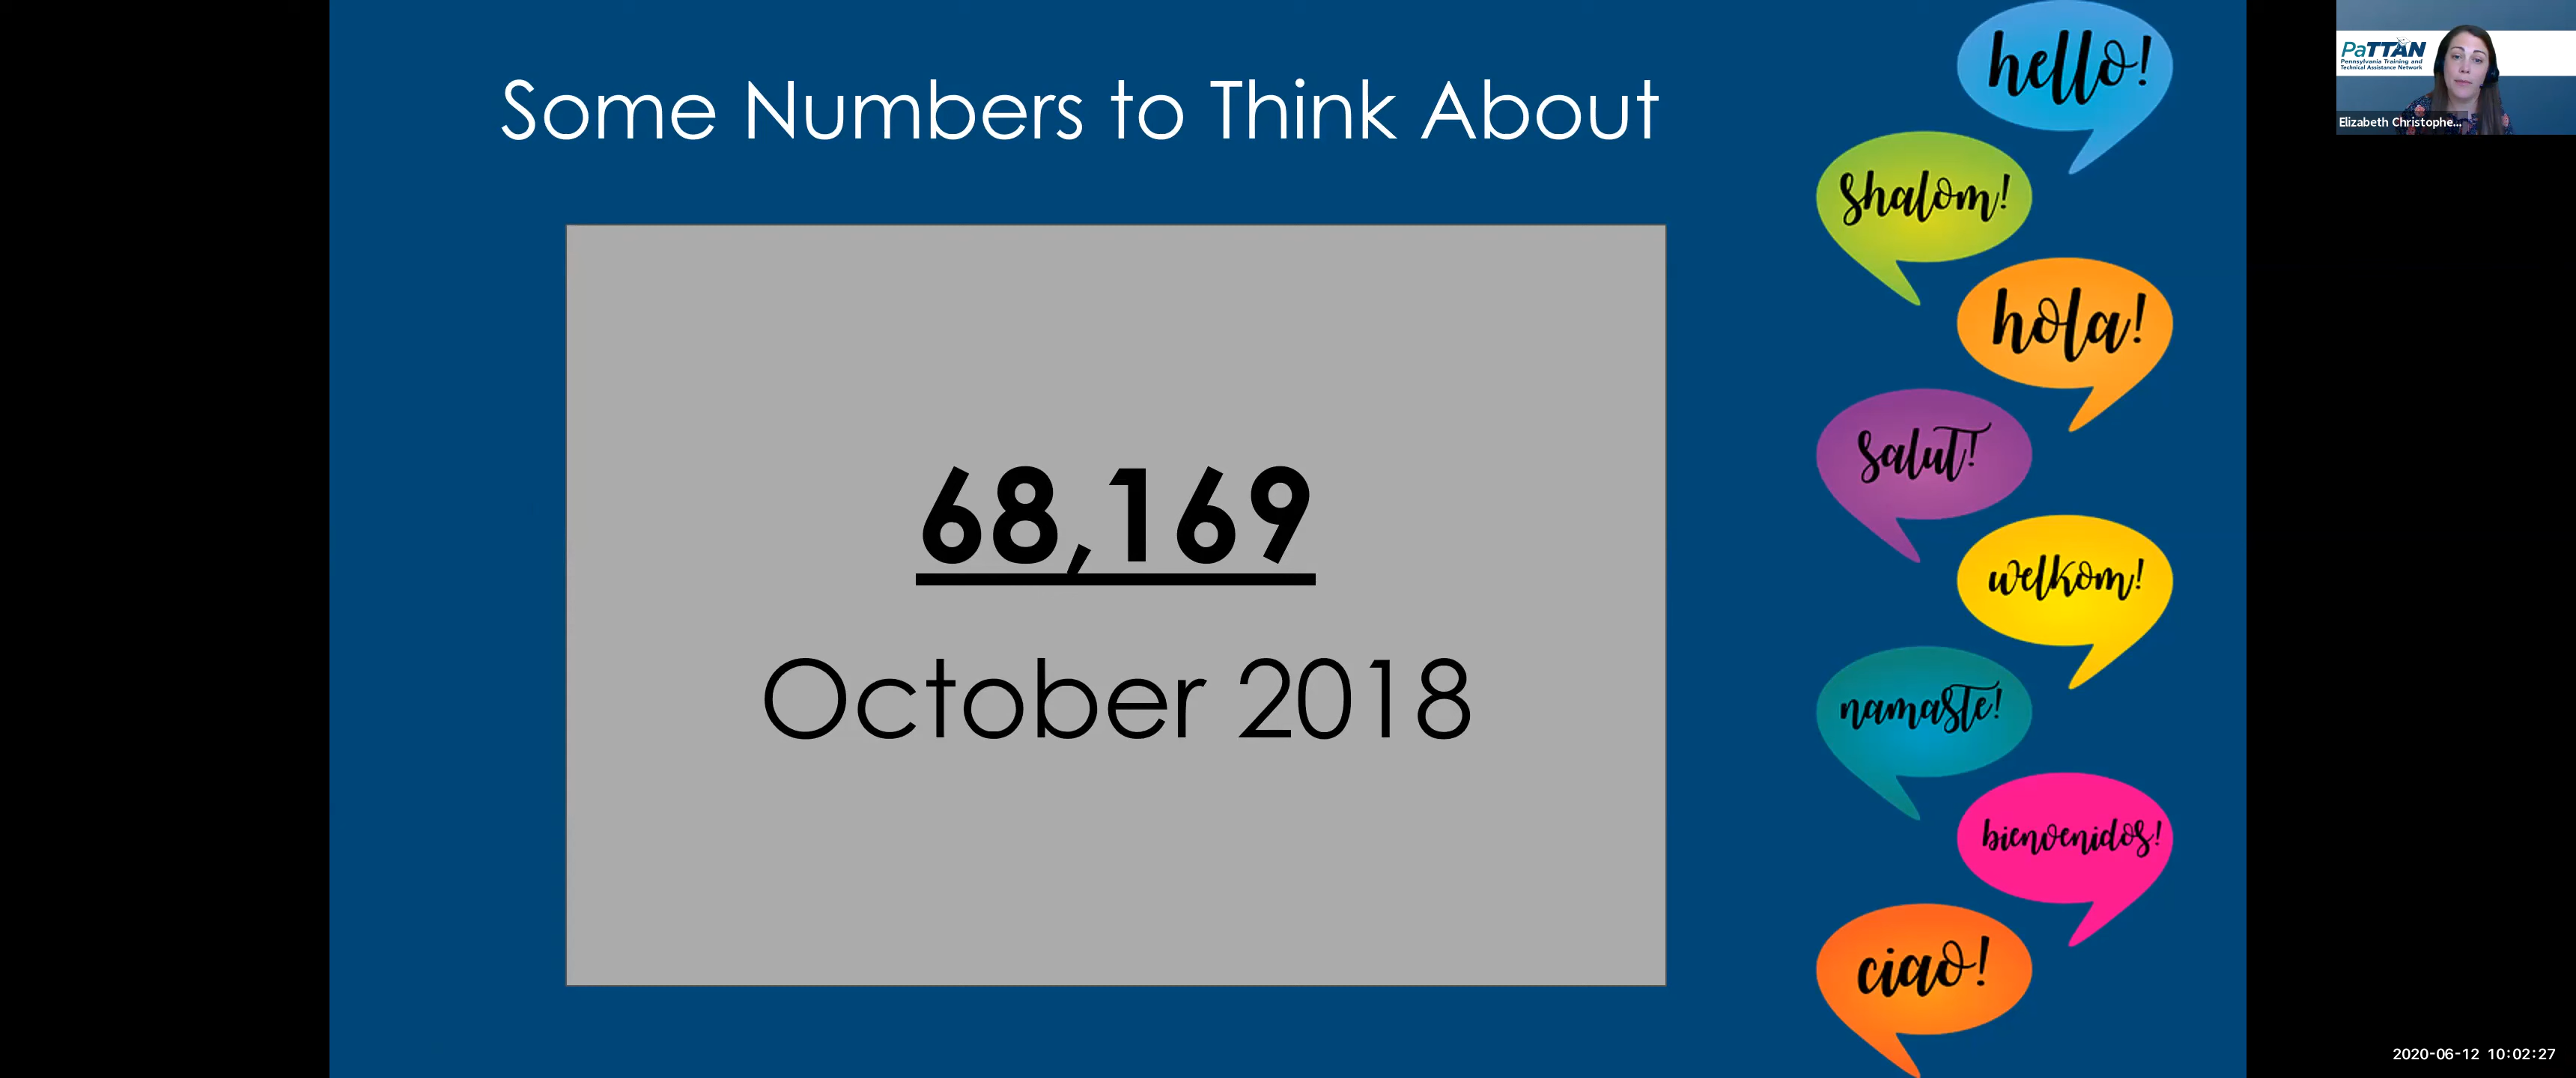 Some Numbers to Think About
68,169
October 2018
hello!
shalom!
hola!
salut!
welkom!
namaste!
bienvenidos!
ciao!
PaTTAN
Pennsylvania Training and
Technical Assistance Network
Elizabeth Christophe...
2020-06-12 10:02:27